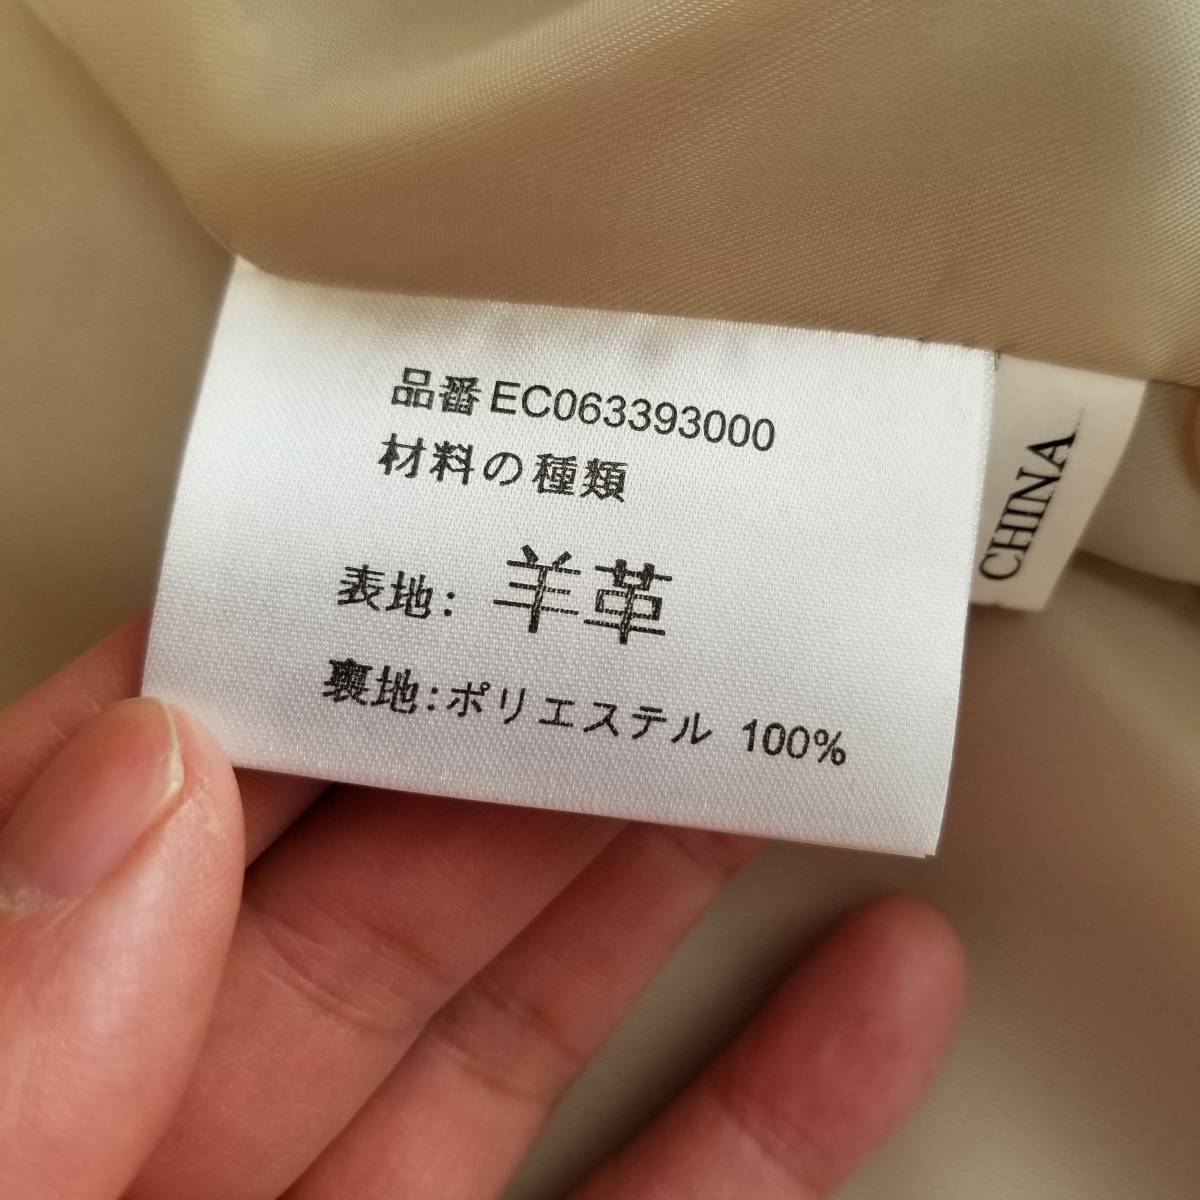 品番EC063393000
材料の種類
表地: 羊革
裏地:ポリエステル 100%
CHINA